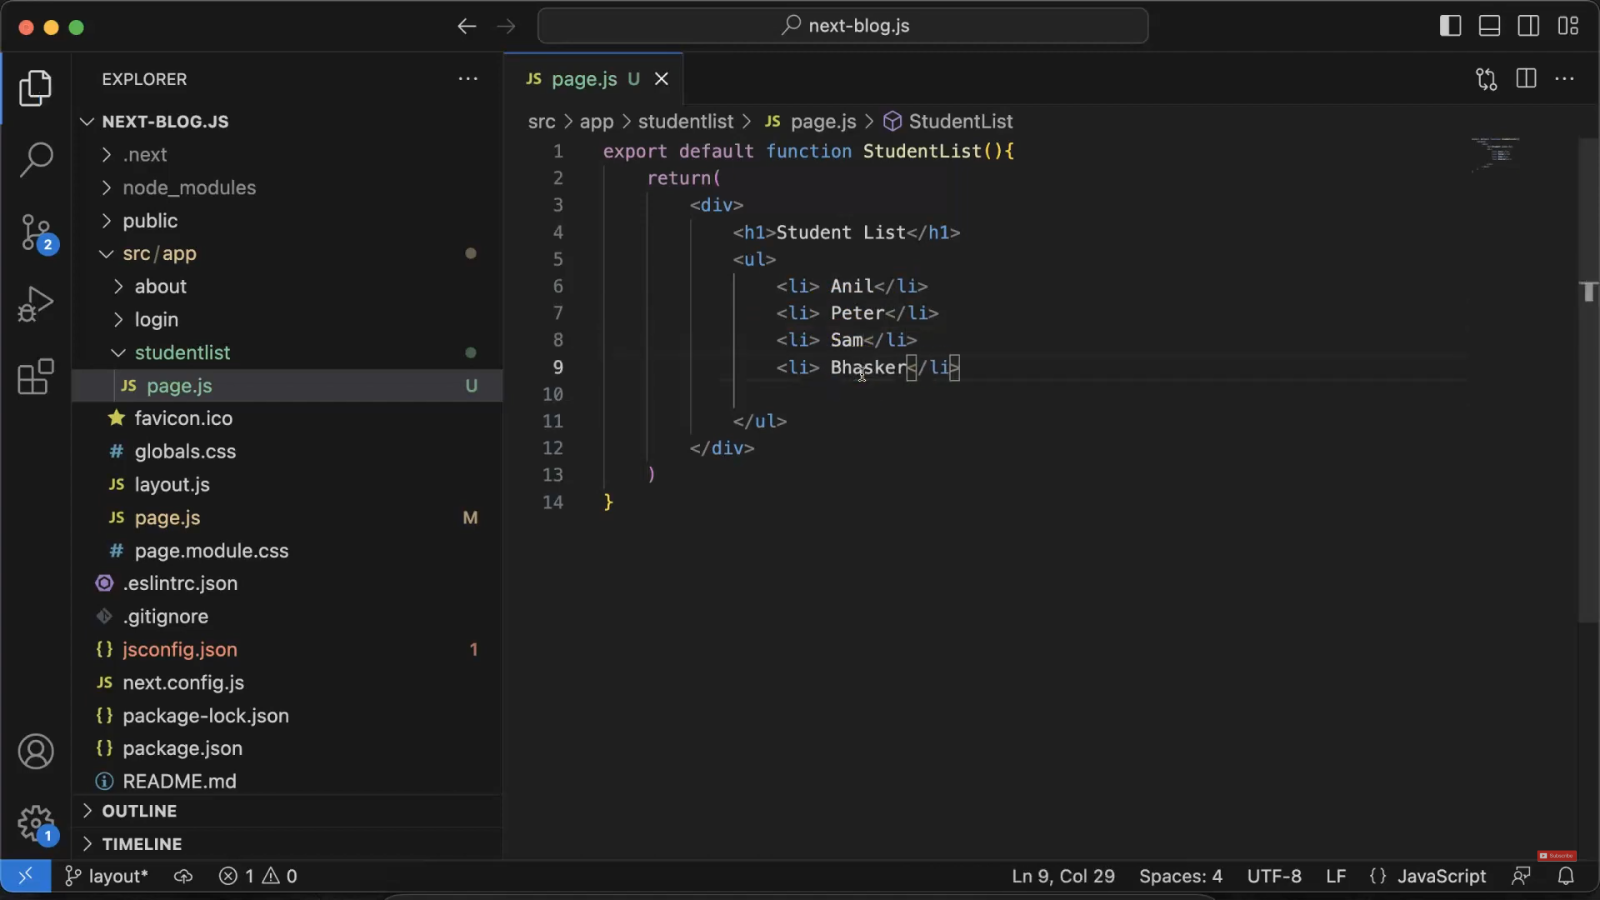 next-blog.js
EXPLORER
NEXT-BLOG.JS
.next
node_modules
public
src/app
about
login
studentlist
JS page.js U
favicon.ico
# globals.css
JS layout.js
JS page.js M
# page.module.css
.eslintrc.json
.gitignore
{} jsconfig.json 1
JS next.config.js
{} package-lock.json
{} package.json
README.md
OUTLINE
TIMELINE
2
1
JS page.js U
src > app > studentlist > JS page.js > StudentList
1 export default function StudentList(){
2 return(
3 <div>
4 <h1>Student List</h1>
5 <ul>
6 <li> Anil</li>
7 <li> Peter</li>
8 <li> Sam</li>
9 <li> Bhasker</li>
10
11 </ul>
12 </div>
13 )
14 }
Subscribe
layout* 1 0 Ln 9, Col 29 Spaces: 4 UTF-8 LF {} JavaScript